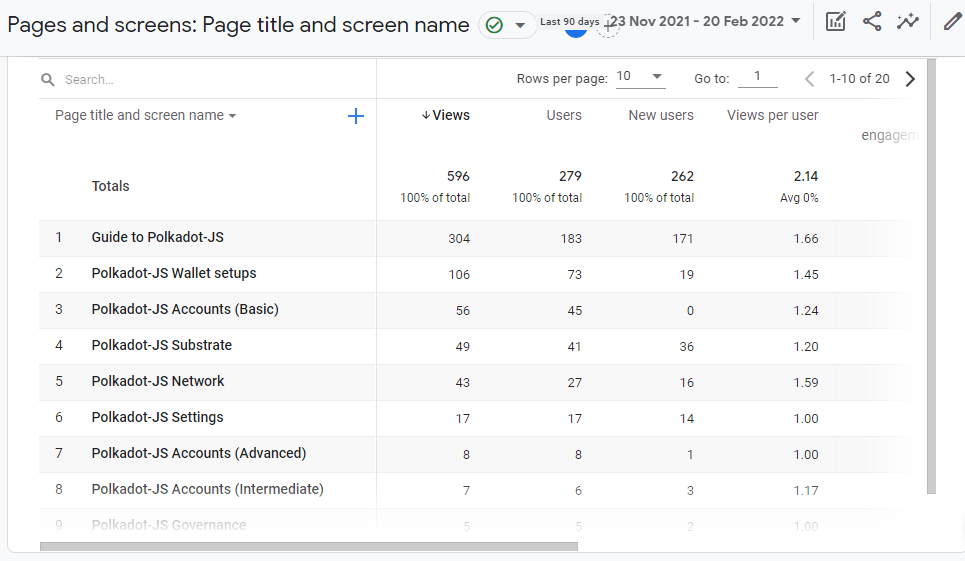 Pages and screens: Page title and screen name
Last 90 days 23 Nov 2021 - 20 Feb 2022
Search...
Rows per page: 10 Go to: 1 1-10 of 20
Page title and screen name
Views Users New users Views per user
engagem
Totals 596 279 262 2.14
100% of total 100% of total 100% of total Avg 0%
1 Guide to Polkadot-JS 304 183 171 1.66
2 Polkadot-JS Wallet setups 106 73 19 1.45
3 Polkadot-JS Accounts (Basic) 56 45 0 1.24
4 Polkadot-JS Substrate 49 41 36 1.20
5 Polkadot-JS Network 43 27 16 1.59
6 Polkadot-JS Settings 17 17 14 1.00
7 Polkadot-JS Accounts (Advanced) 8 8 1 1.00
8 Polkadot-JS Accounts (Intermediate) 7 6 3 1.17
9 Polkadot-JS Governance 5 5 2 1.00